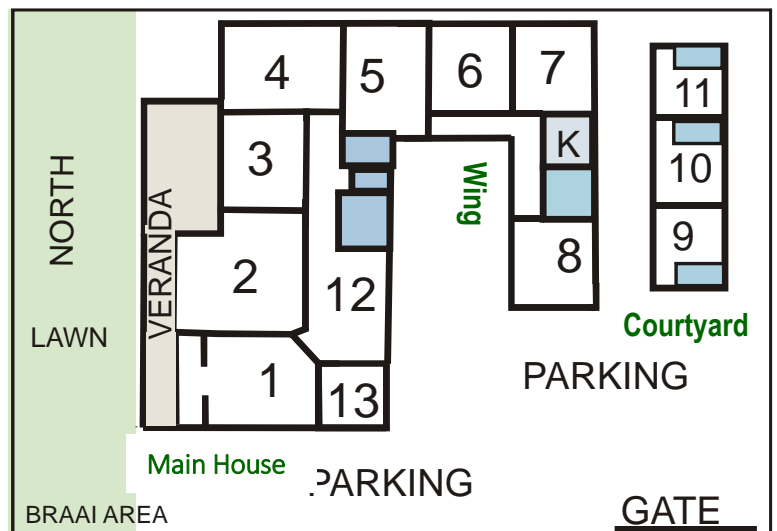 4
5
6
7
11
3
K
10
NORTH
VERANDA
Wing
2
8
9
12
LAWN
Courtyard
1
13
PARKING
Main House
PARKING
BRAAI AREA
GATE